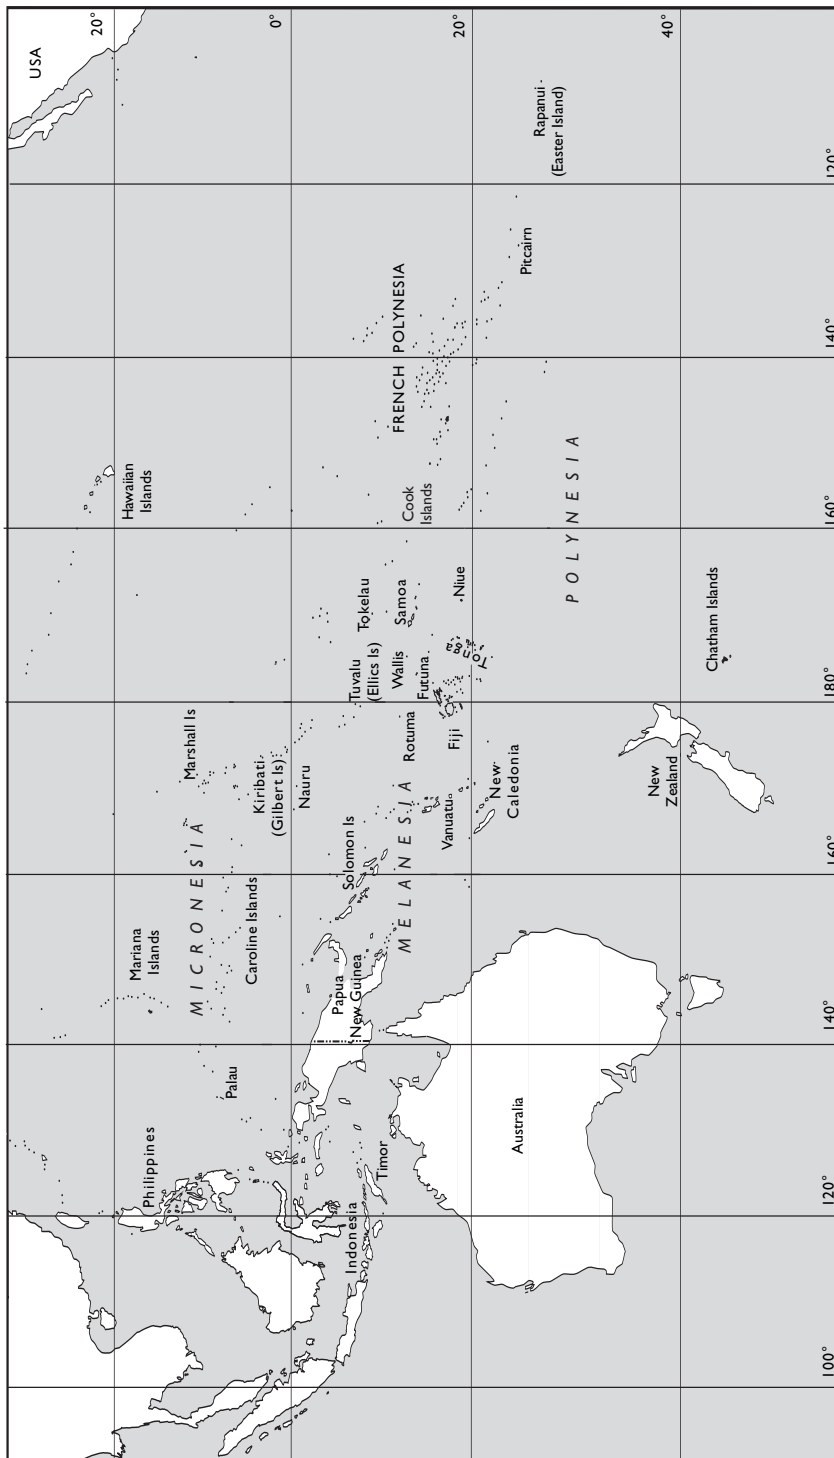 USA
20°
0°
20°
40°
Hawaiian
Islands
Rapanui
(Easter Island)
120°
Pitcairn
FRENCH POLYNESIA
140°
POLYNESIA
Cook
Islands
160°
Tokelau
Samoa
Niue
Chatham Islands
Tuvalu
(Ellics Is)
Wallis
Futuna
Tonga
180°
Marshall Is
Kiribati
(Gilbert Is)
Nauru
Rotuma
Fiji
New
Zealand
MELANESIA
Vanuatu
New
Caledonia
Solomon Is
160°
MICRONESIA
Mariana
Islands
Caroline Islands
Papua
New Guinea
140°
Palau
Philippines
Timor
Australia
120°
Indonesia
100°